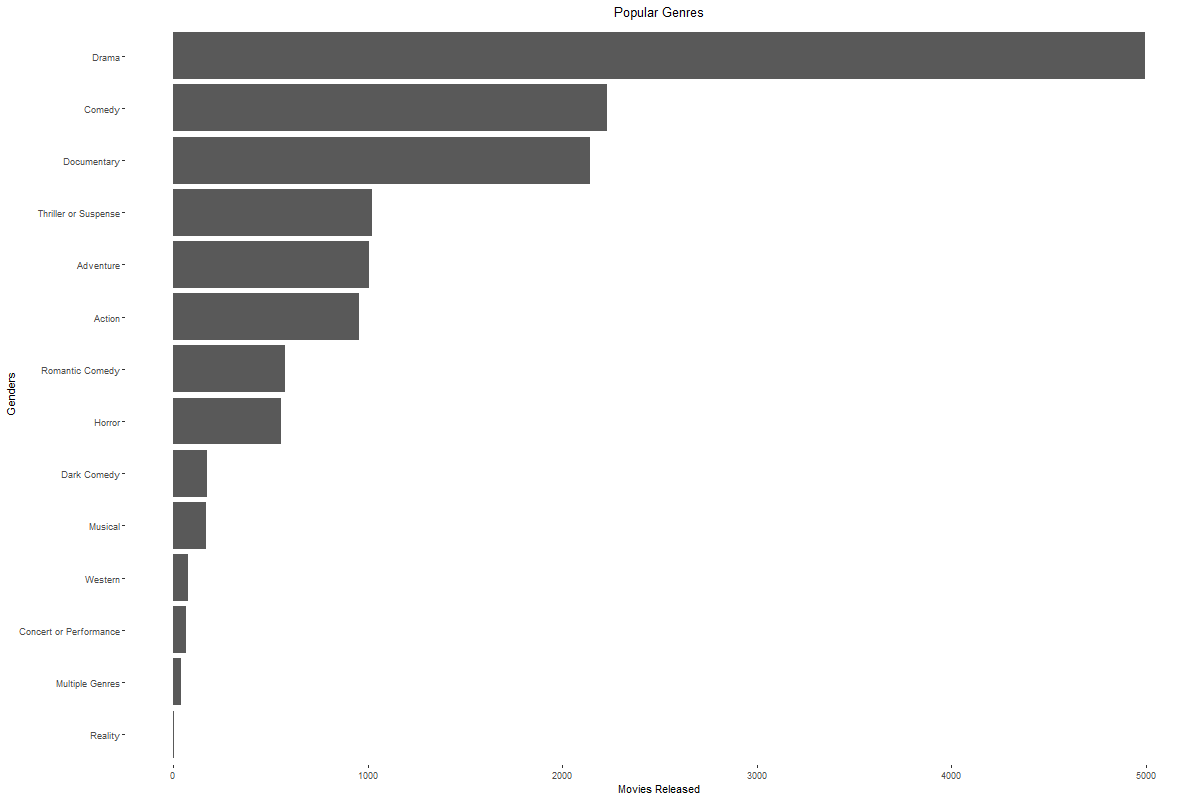 Popular Genres
Drama
Comedy
Documentary
Thriller or Suspense
Adventure
Action
Romantic Comedy
Horror
Dark Comedy
Musical
Western
Concert or Performance
Multiple Genres
Reality
Genders
0 1000 2000 3000 4000 5000
Movies Released